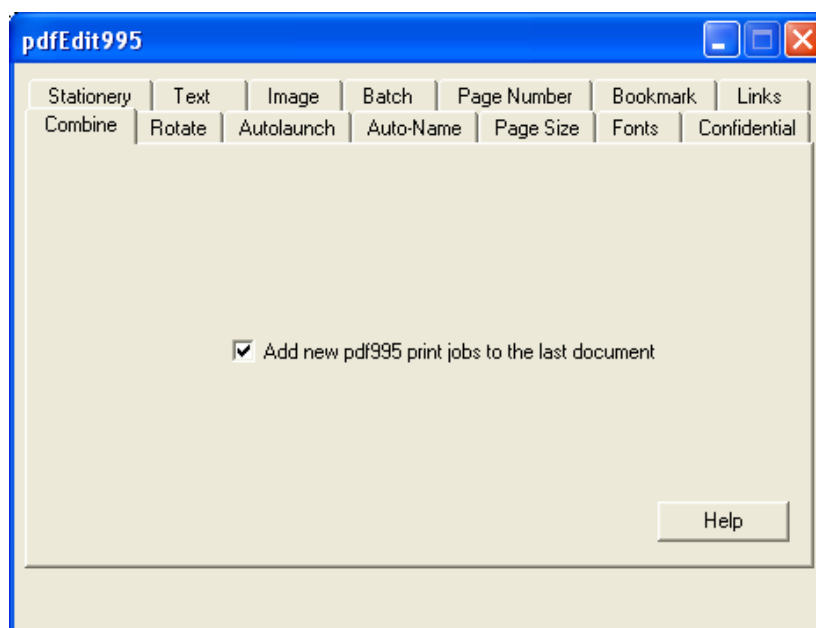 pdfEdit995
Stationery Text Image Batch Page Number Bookmark Links
Combine Rotate Autolaunch Auto-Name Page Size Fonts Confidential
Add new pdf995 print jobs to the last document
Help